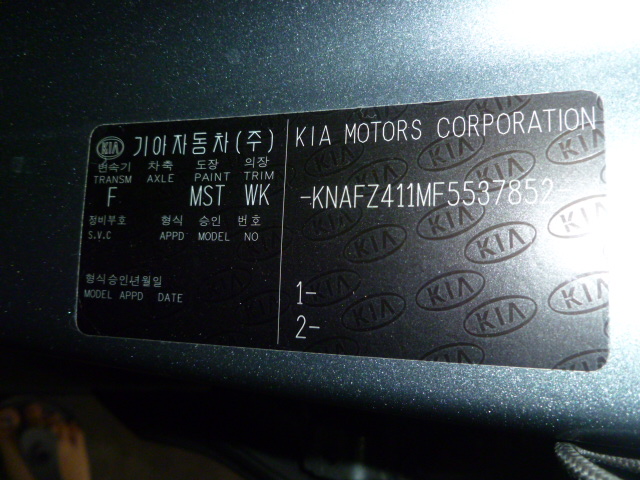 KIA 기아자동차(주)
변속기 차축 도장 의장
TRANSM AXLE PAINT TRIM
F MST WK
정비부호 형식 승인 번호
S.V.C APPD MODEL NO
형식승인년월일
MODEL APPD DATE
KIA MOTORS CORPORATION
-KNAFZ411MF5537852-
1-
2-